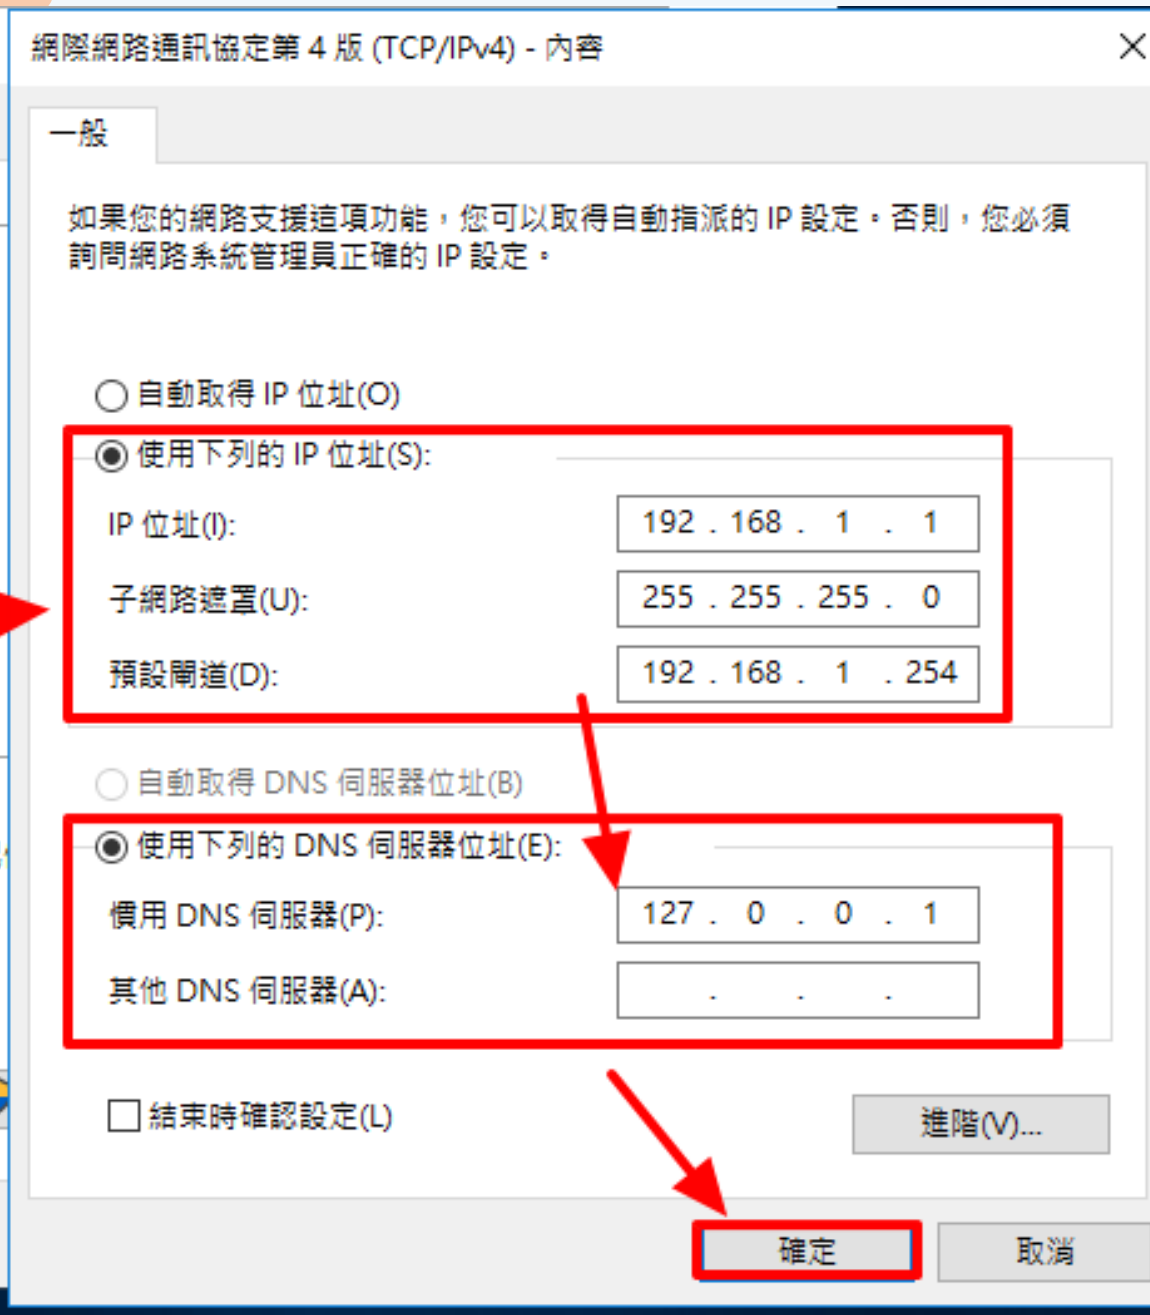 網際網路通訊協定第 4 版 (TCP/IPv4) - 內容
一般
如果您的網路支援這項功能，您可以取得自動指派的 IP 設定。否則，您必須
詢問網路系統管理員正確的 IP 設定。
自動取得 IP 位址(O)
使用下列的 IP 位址(S):
IP 位址(I): 192 . 168 . 1 . 1
子網路遮罩(U): 255 . 255 . 255 . 0
預設閘道(D): 192 . 168 . 1 . 254
自動取得 DNS 伺服器位址(B)
使用下列的 DNS 伺服器位址(E):
慣用 DNS 伺服器(P): 127 . 0 . 0 . 1
其他 DNS 伺服器(A): . . .
結束時確認設定(L)
進階(V)...
確定 取消